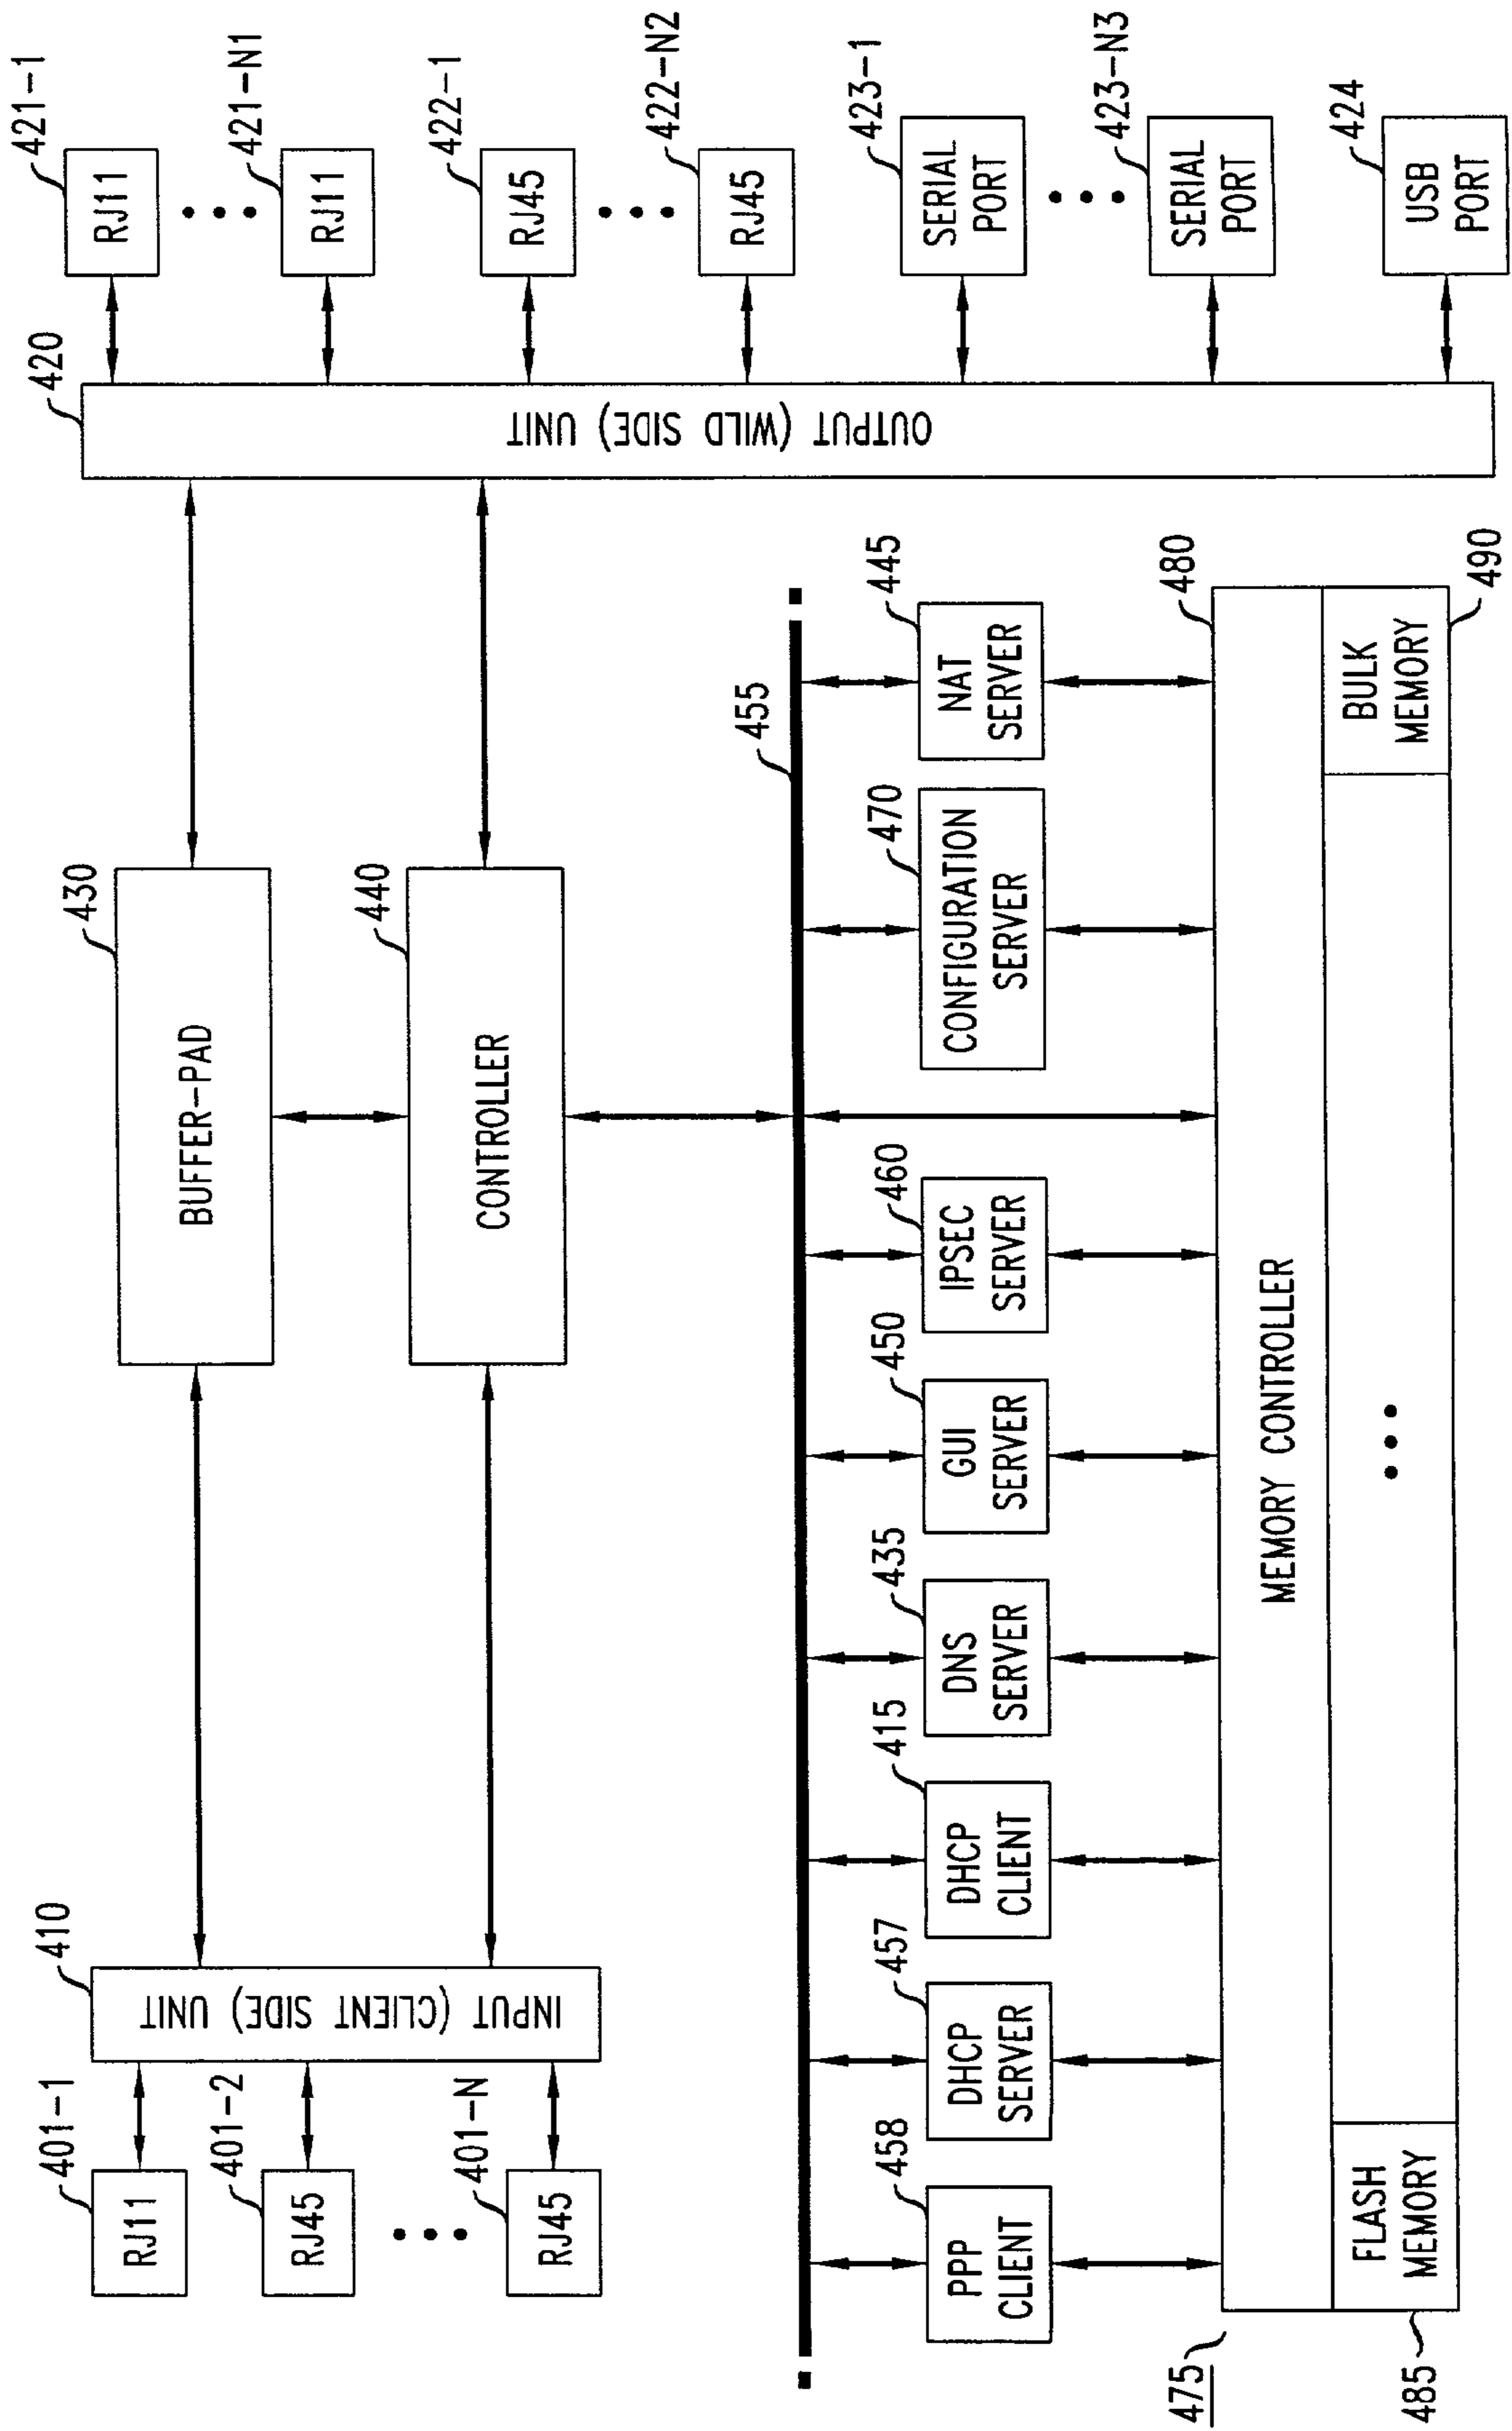 401-1
RJ11
401-2
RJ45
401-N
RJ45
410
INPUT (CLIENT SIDE) UNIT
430
BUFFER-PAD
440
CONTROLLER
420
OUTPUT (WILD SIDE) UNIT
421-1
RJ11
421-N1
RJ11
422-1
RJ45
422-N2
RJ45
423-1
SERIAL
PORT
423-N3
SERIAL
PORT
424
USB
PORT
455
458
PPP
CLIENT
457
DHCP
SERVER
415
DHCP
CLIENT
435
DNS
SERVER
450
GUI
SERVER
460
IPSEC
SERVER
470
CONFIGURATION
SERVER
445
NAT
SERVER
475
480
MEMORY CONTROLLER
485
FLASH
MEMORY
BULK
MEMORY
490